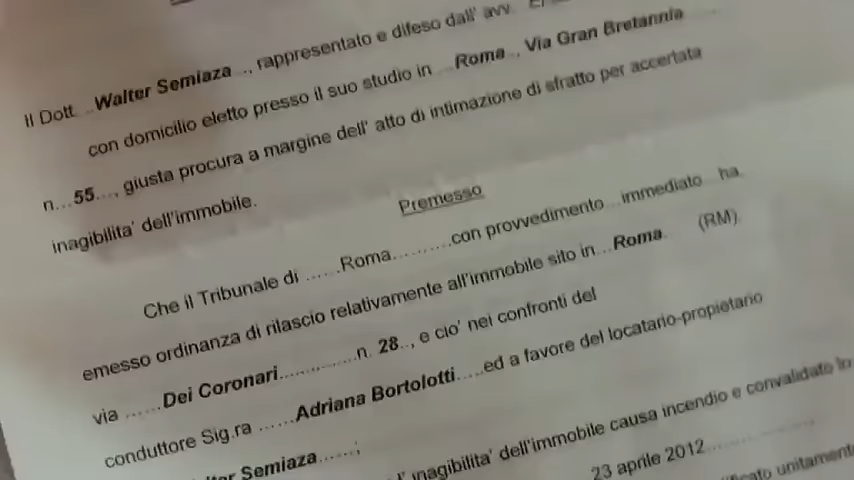 Il Dott. ..Walter Semiaza..., rappresentato e difeso dall' avv.
con domicilio eletto presso il suo studio in ...Roma.., Via Gran Bretannia .....
n...55...., giusta procura a margine dell' atto di intimazione di sfratto per accertata
inagibilita' dell'immobile.
Premesso
Che il Tribunale di ......Roma..........con provvedimento...immediato...ha.
emesso ordinanza di rilascio relativamente all'immobile sito in...Roma. (RM)
via ......Dei Coronari..............n. 28.., e cio' nei confronti del
conduttore Sig.ra ......Adriana Bortolotti.....ed a favore del locatario-propietario
Semiaza......;
inagibilita' dell'immobile causa incendio e convalidato lo
23 aprile 2012..................
unitamente